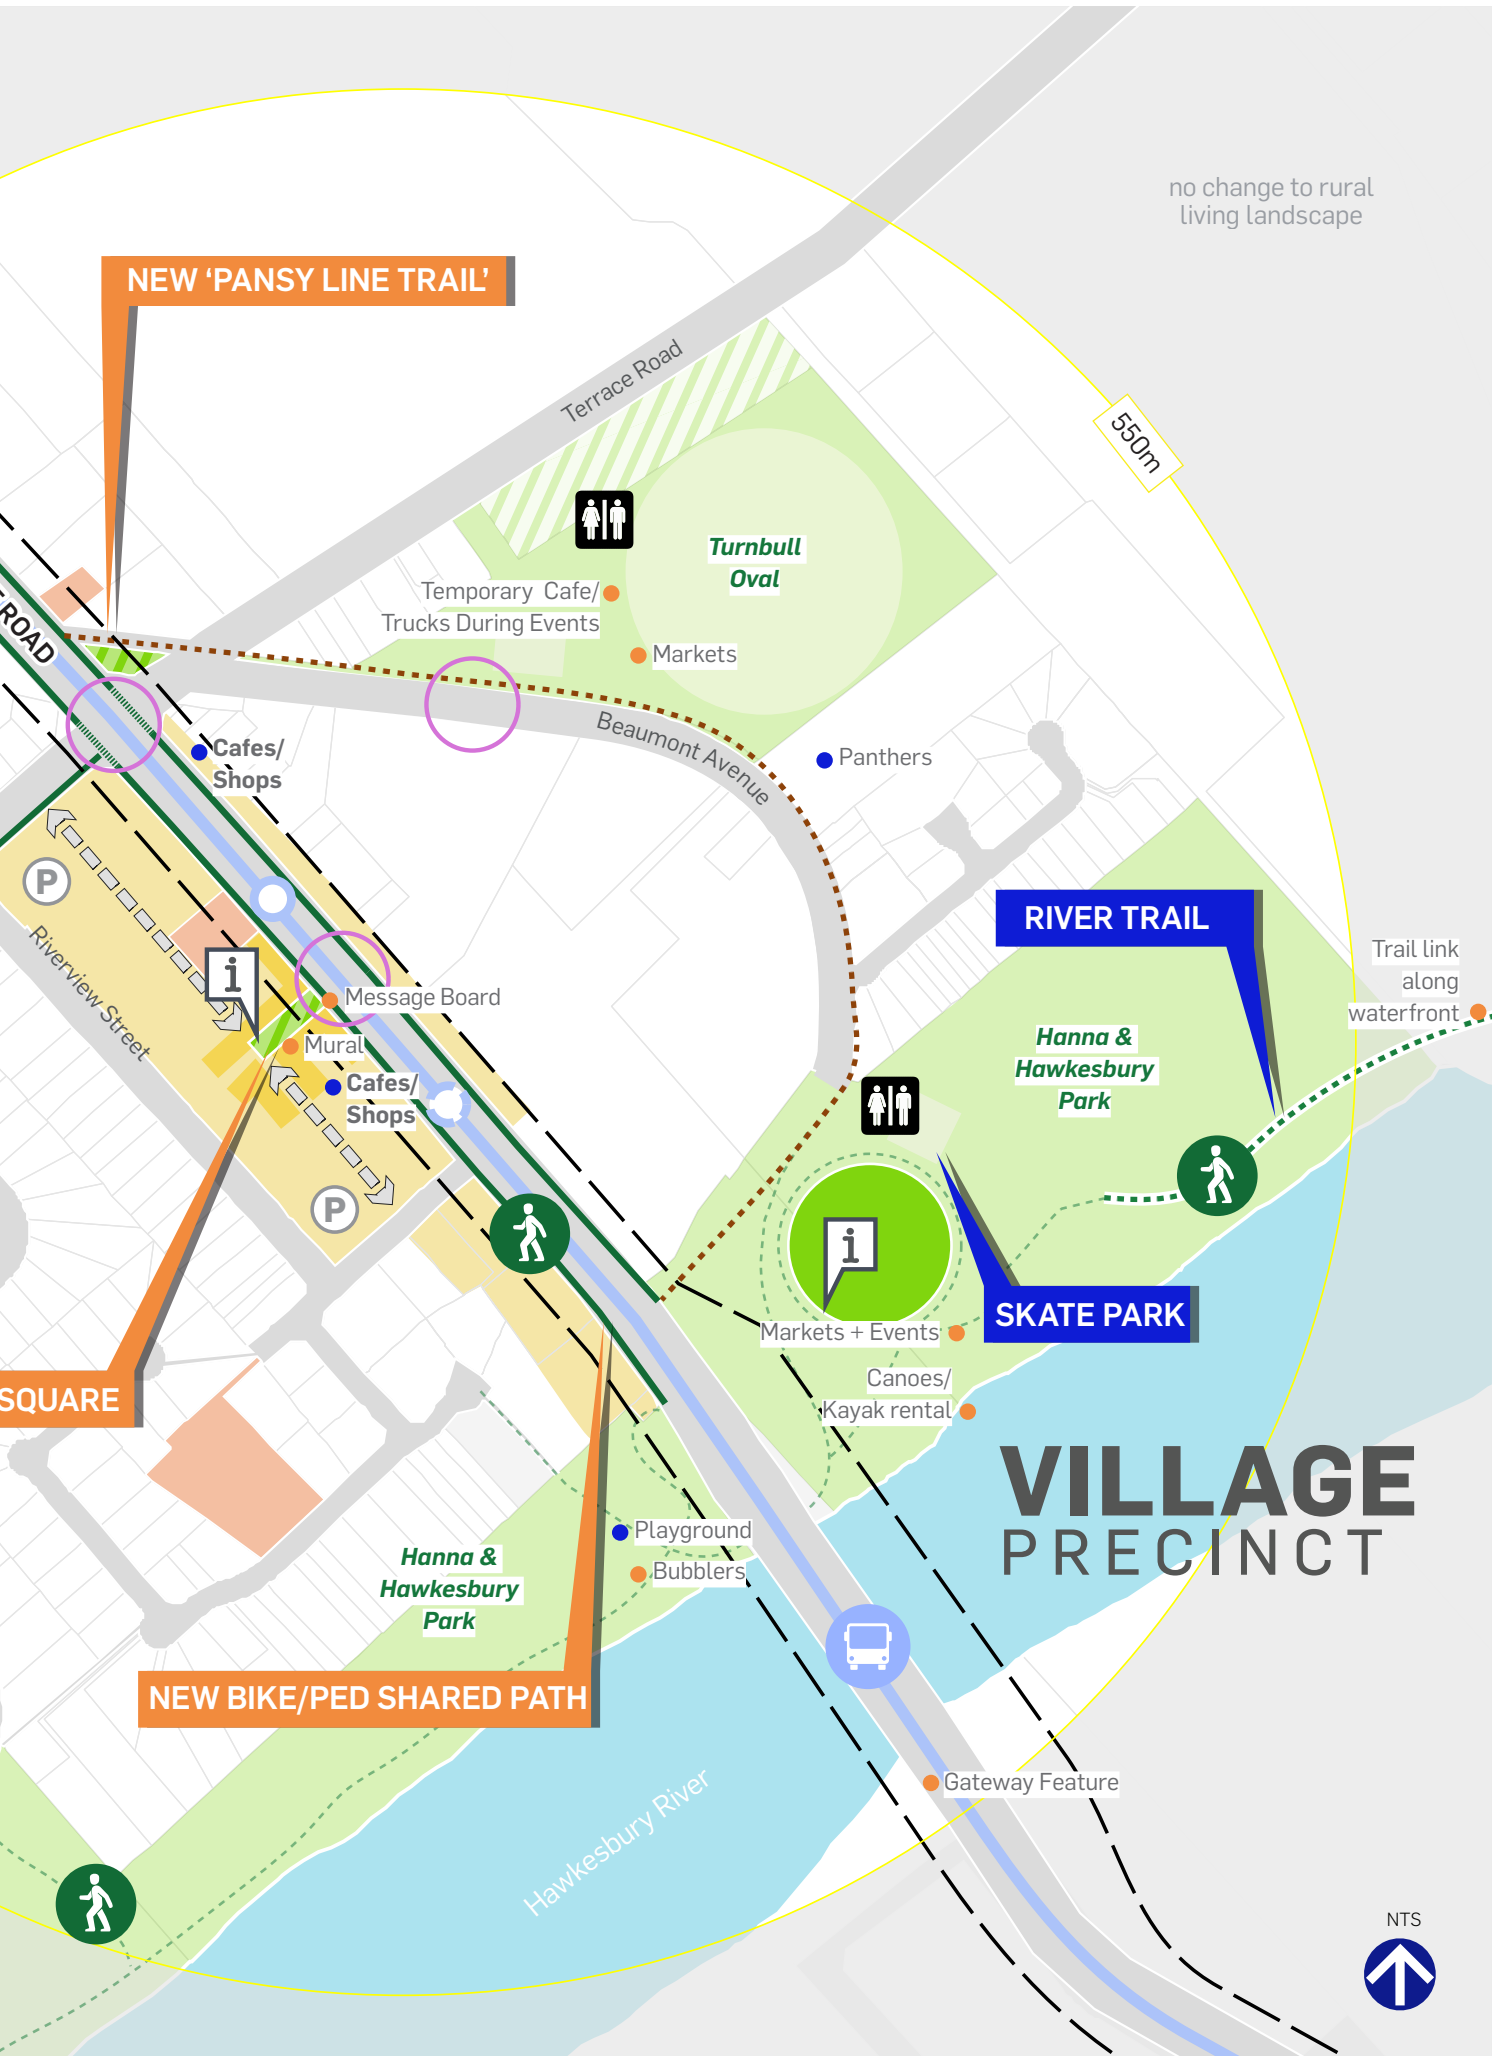 no change to rural
living landscape
NEW ‘PANSY LINE TRAIL’
Terrace Road
550m
Turnbull
Oval
Temporary Cafe/
Trucks During Events
Markets
ROAD
Beaumont Avenue
Cafes/
Shops
Panthers
P
RIVER TRAIL
Riverview Street
i
Message Board
Mural
Cafes/
Shops
Trail link
along
waterfront
Hanna &
Hawkesbury
Park
P
i
SKATE PARK
Markets + Events
Canoes/
Kayak rental
SQUARE
VILLAGE
PRECINCT
Playground
Bubblers
Hanna &
Hawkesbury
Park
NEW BIKE/PED SHARED PATH
Gateway Feature
Hawkesbury River
NTS